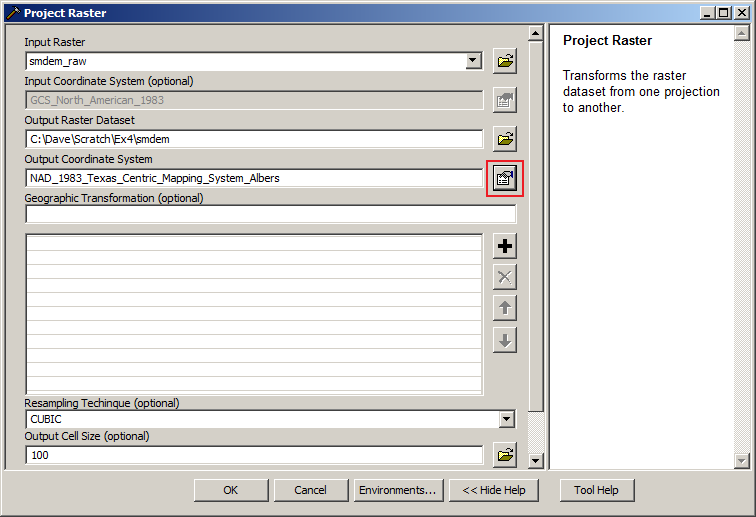 Project Raster
Input Raster
smdem_raw
Input Coordinate System (optional)
GCS_North_American_1983
Output Raster Dataset
C:\Dave\Scratch\Ex4\smdem
Output Coordinate System
NAD_1983_Texas_Centric_Mapping_System_Albers
Geographic Transformation (optional)
Resampling Techinque (optional)
CUBIC
Output Cell Size (optional)
100
OK
Cancel
Environments...
<< Hide Help
Tool Help
Project Raster
Transforms the raster
dataset from one projection
to another.